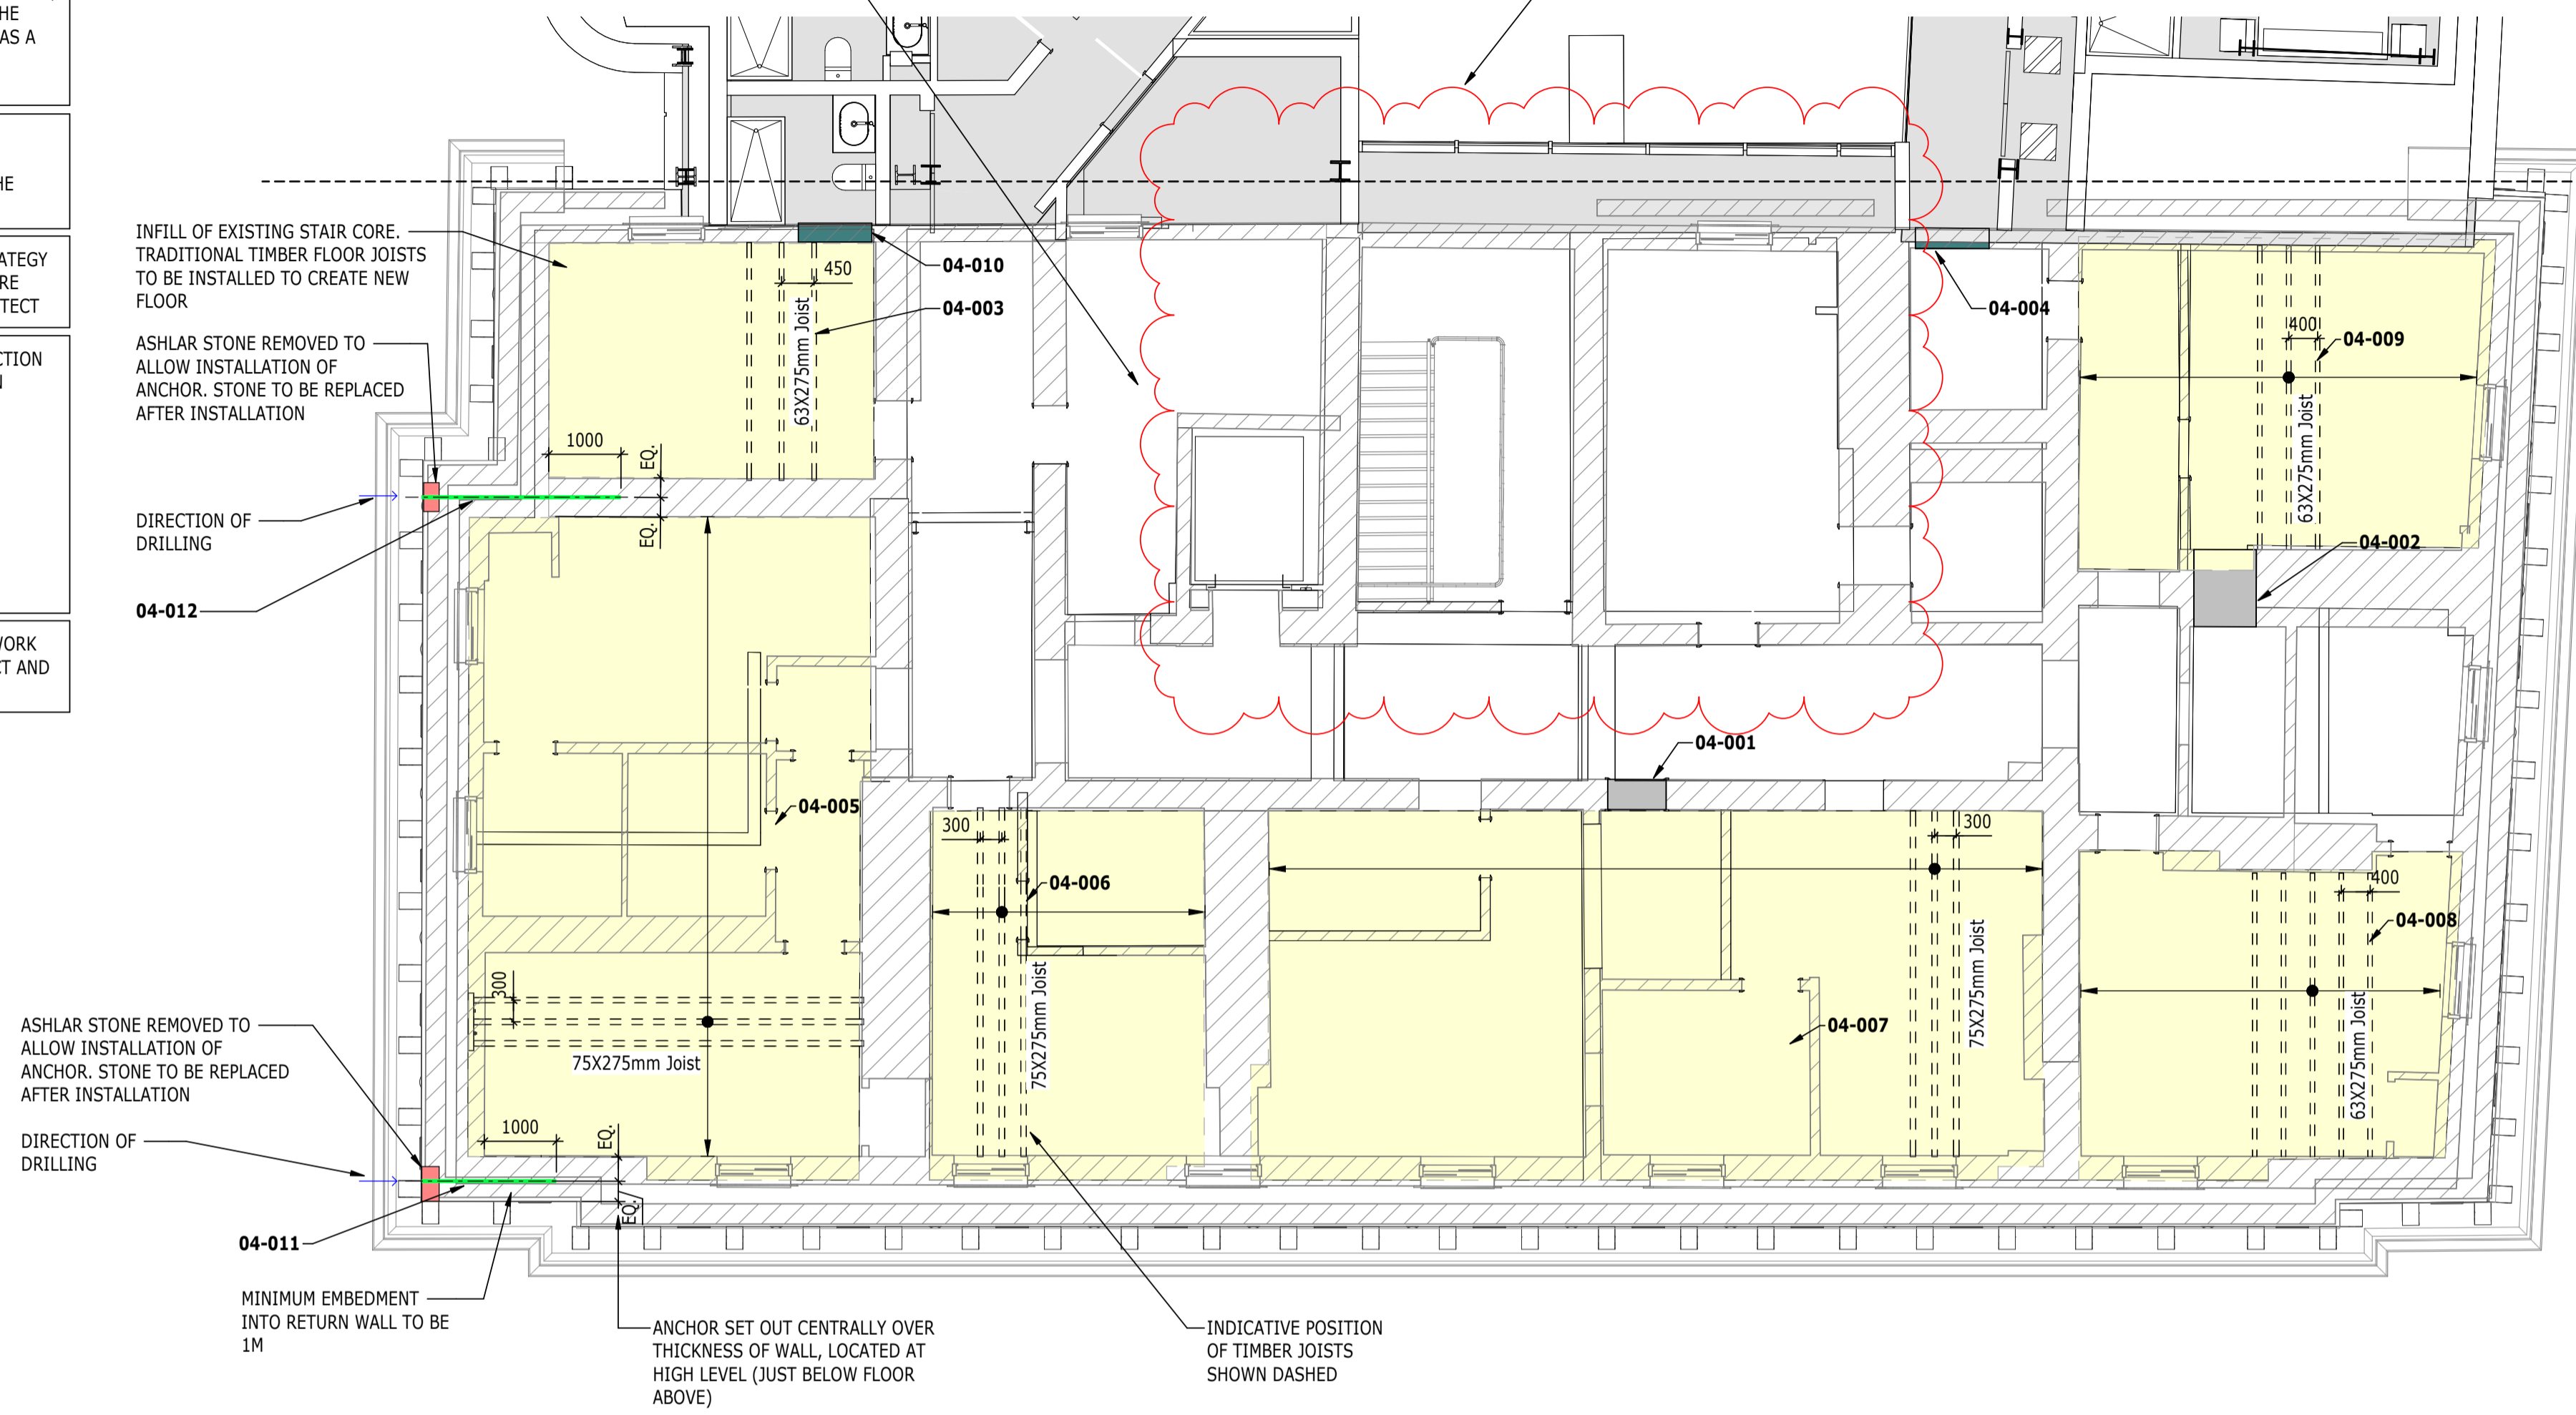 HE
AS A
HE
ATEGY
RE
TECT
CTION
N
WORK
CT AND
INFILL OF EXISTING STAIR CORE.
TRADITIONAL TIMBER FLOOR JOISTS
TO BE INSTALLED TO CREATE NEW
FLOOR
ASHLAR STONE REMOVED TO
ALLOW INSTALLATION OF
ANCHOR. STONE TO BE REPLACED
AFTER INSTALLATION
DIRECTION OF
DRILLING
04-012
1000
EQ.
EQ.
450
63X275mm Joist
04-010
04-003
04-004
400
04-009
63X275mm Joist
04-002
04-001
04-005
300
75X275mm Joist
300
04-006
75X275mm Joist
300
04-007
75X275mm Joist
400
04-008
63X275mm Joist
ASHLAR STONE REMOVED TO
ALLOW INSTALLATION OF
ANCHOR. STONE TO BE REPLACED
AFTER INSTALLATION
DIRECTION OF
DRILLING
1000
EQ.
EQ.
04-011
MINIMUM EMBEDMENT
INTO RETURN WALL TO BE
1M
ANCHOR SET OUT CENTRALLY OVER
THICKNESS OF WALL, LOCATED AT
HIGH LEVEL (JUST BELOW FLOOR
ABOVE)
INDICATIVE POSITION
OF TIMBER JOISTS
SHOWN DASHED